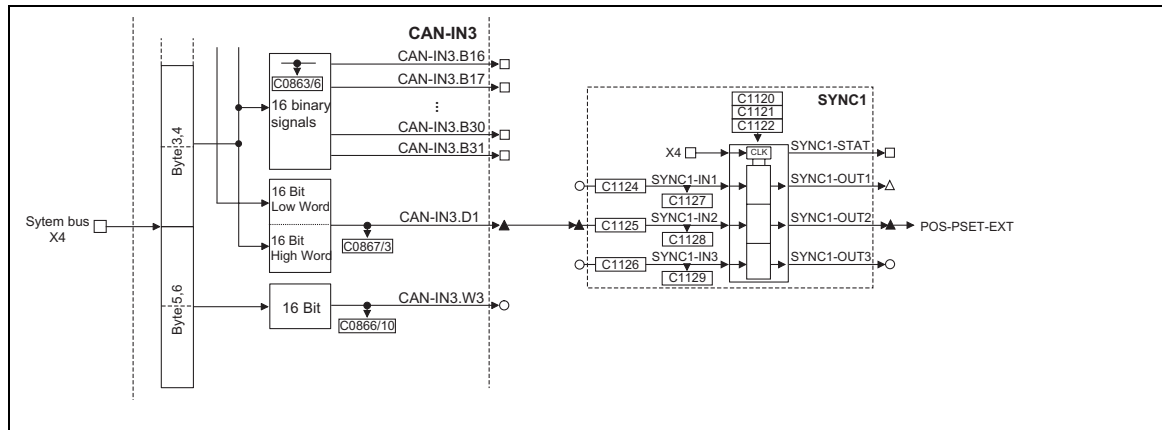 CAN-IN3
CAN-IN3.B16
C0863/6
CAN-IN3.B17
16 binary
signals
...
CAN-IN3.B30
CAN-IN3.B31
Byte 3,4
16 Bit
Low Word
Sytem bus
X4
CAN-IN3.D1
16 Bit
High Word
C0867/3
Byte 5,6
16 Bit
CAN-IN3.W3
C0866/10
C1120
SYNC1
C1121
C1122
X4
CLK
SYNC1-STAT
C1124
SYNC1-IN1
SYNC1-OUT1
C1127
C1125
SYNC1-IN2
SYNC1-OUT2
POS-PSET-EXT
C1128
C1126
SYNC1-IN3
SYNC1-OUT3
C1129